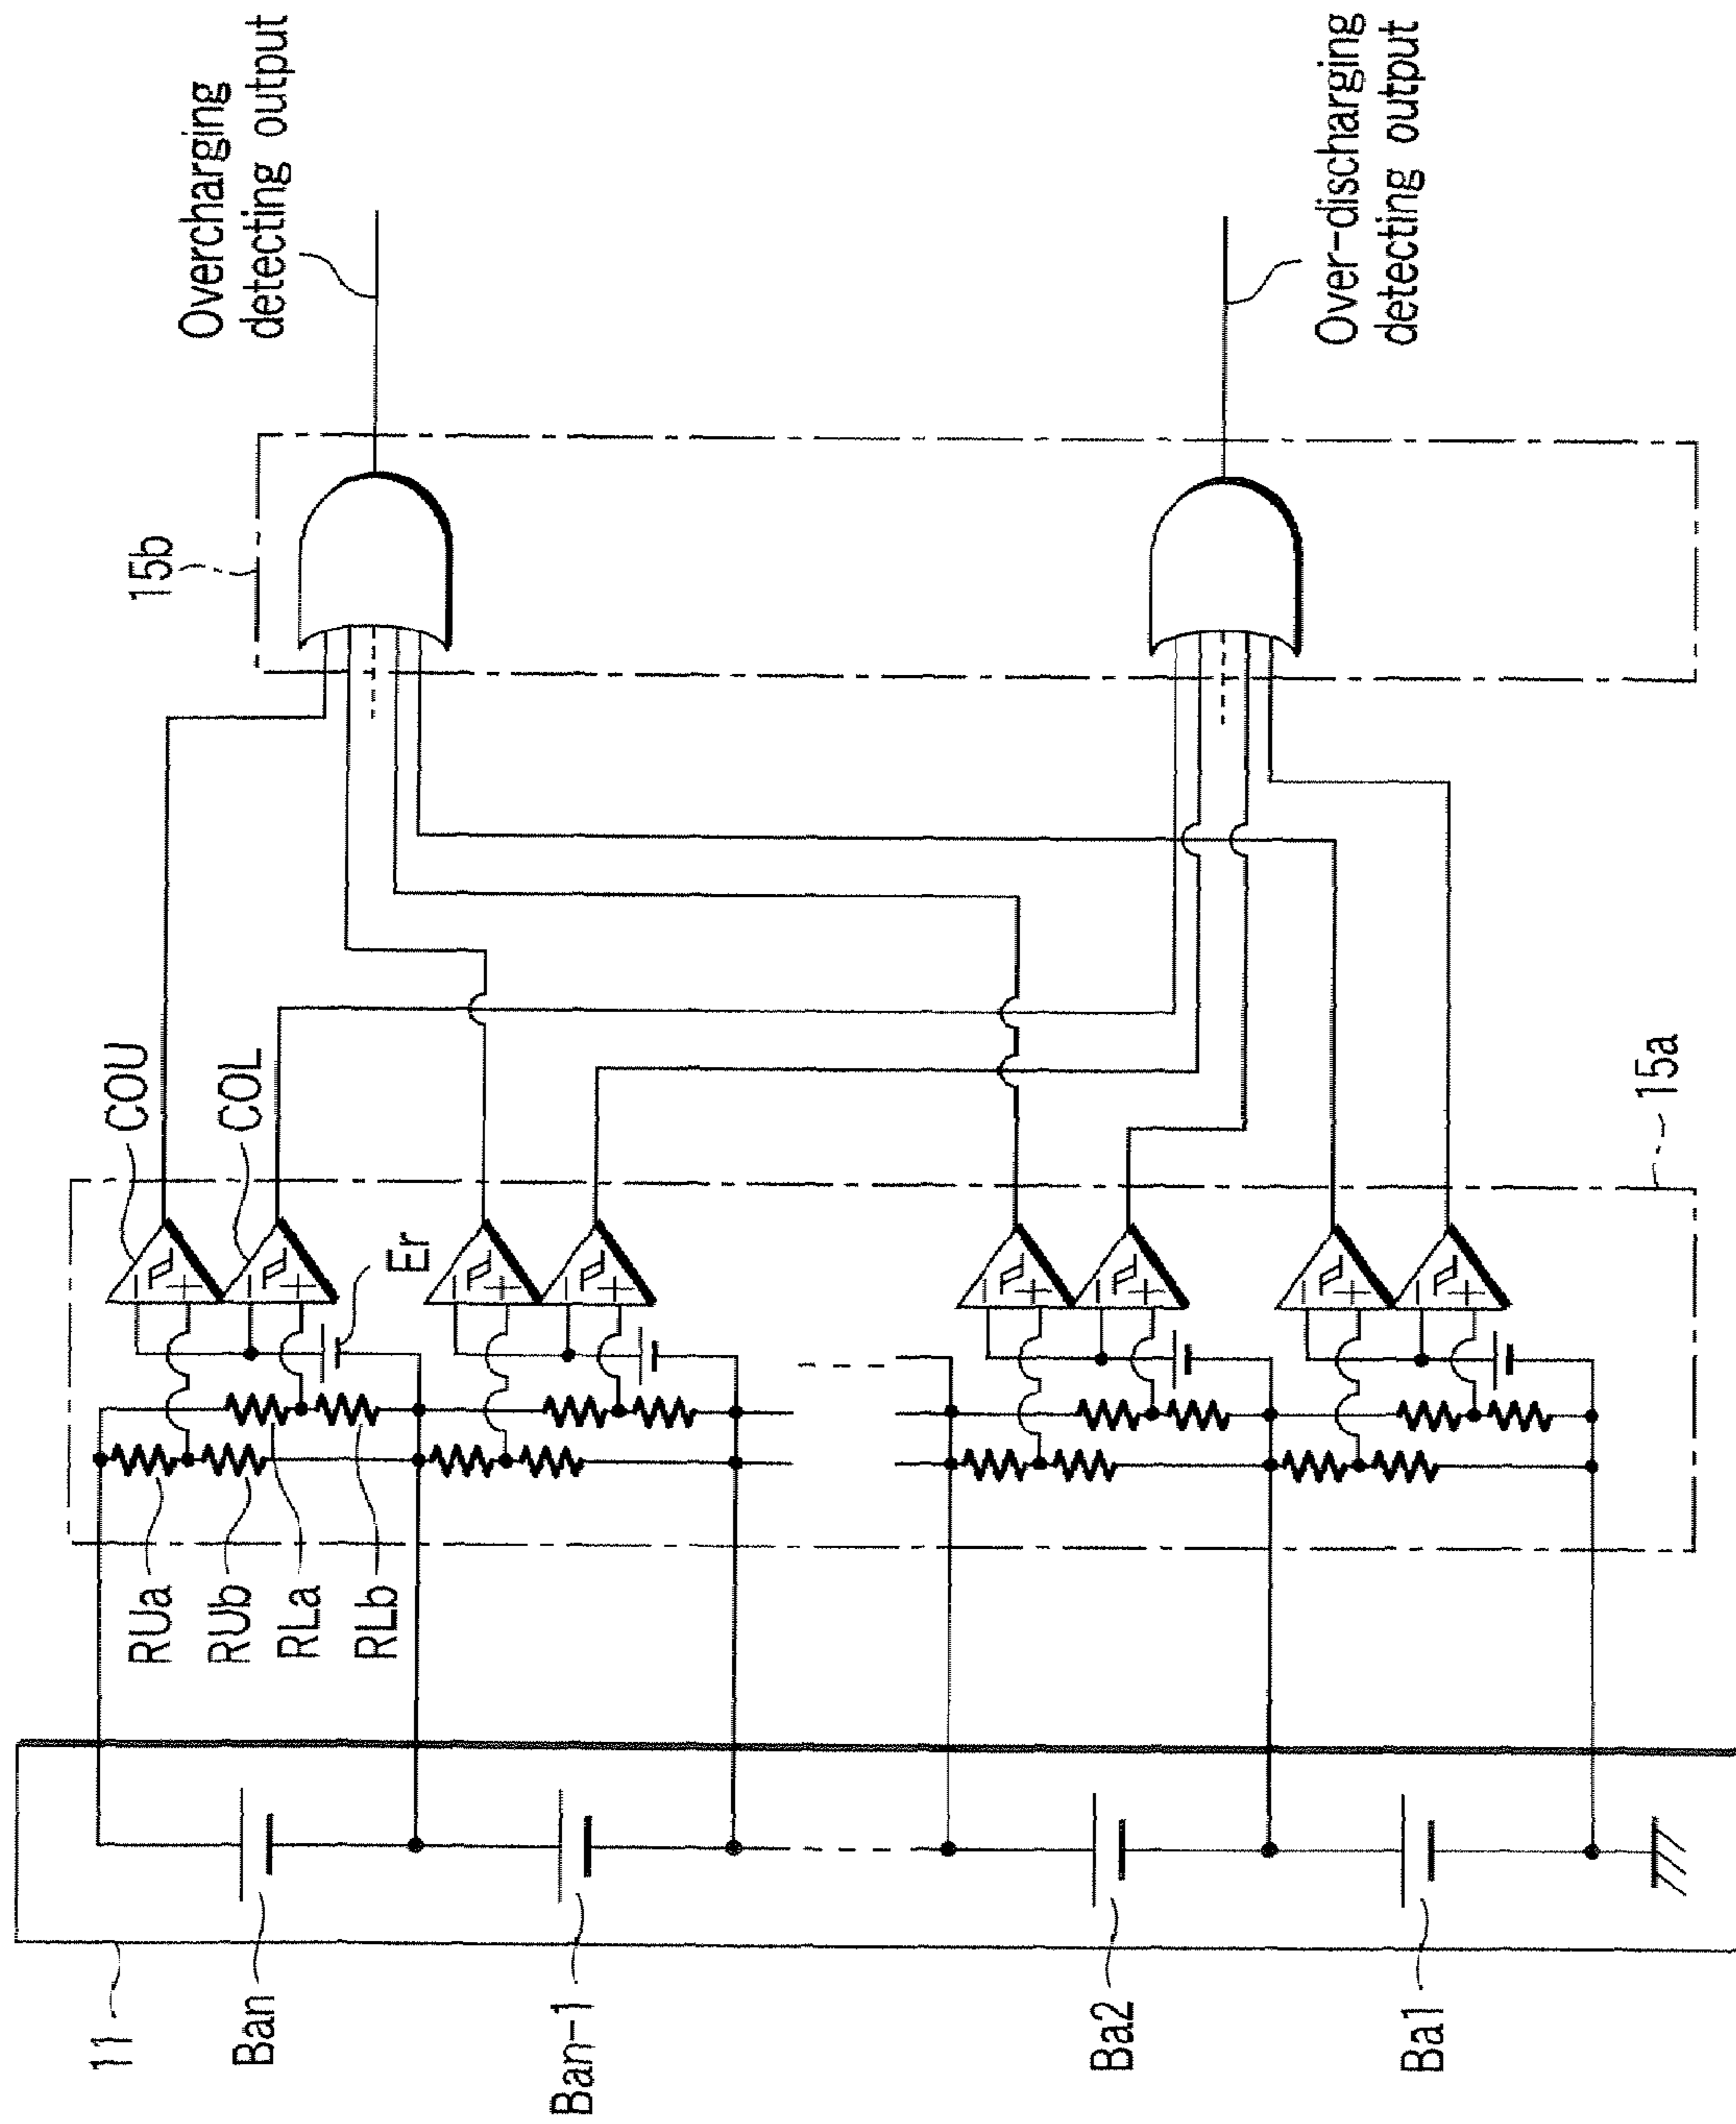 Overcharging
detecting output
Over-discharging
detecting output
15b
COU
COL
Er
15a
RUa
RUb
RLa
RLb
11
Ban
Ban-1
Ba2
Ba1